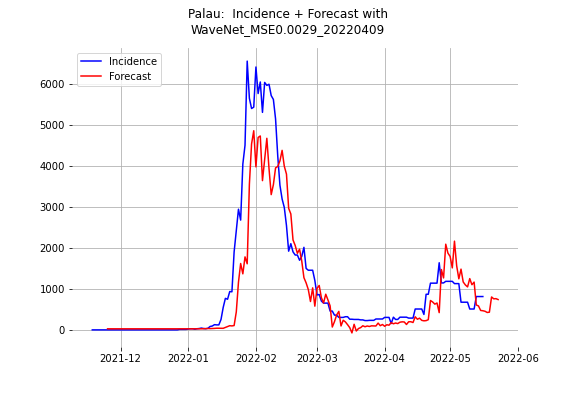 Palau:  Incidence + Forecast with
WaveNet_MSE0.0029_20220409
Incidence
Forecast
6000
5000
4000
3000
2000
1000
0
2021-12 2022-01 2022-02 2022-03 2022-04 2022-05 2022-06